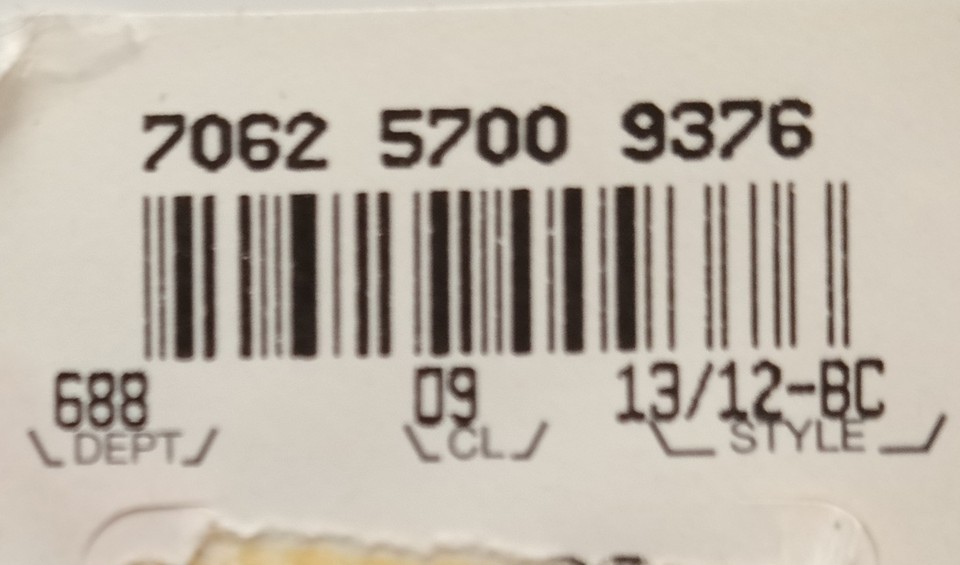 7062 5700 9376
688 09 13/12-BC
DEPT CL STYLE